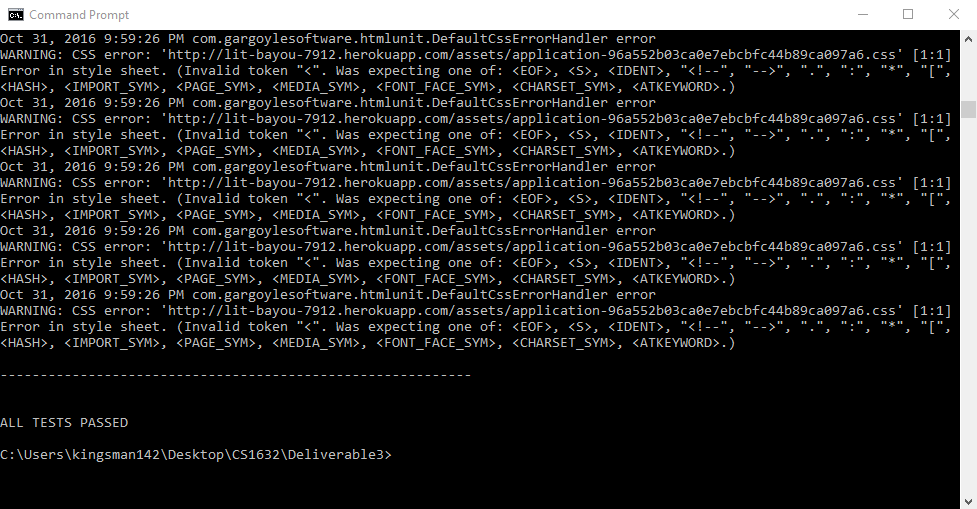 Command Prompt
Oct 31, 2016 9:59:26 PM com.gargoylesoftware.htmlunit.DefaultCssErrorHandler error
WARNING: CSS error: 'http://lit-bayou-7912.herokuapp.com/assets/application-96a552b03ca0e7ebcbfc44b89ca097a6.css' [1:1]
Error in style sheet. (Invalid token "<". Was expecting one of: <EOF>, <S>, <IDENT>, "<!--", "-->", ".", ":", "*", "[",
<HASH>, <IMPORT_SYM>, <PAGE_SYM>, <MEDIA_SYM>, <FONT_FACE_SYM>, <CHARSET_SYM>, <ATKEYWORD>.)
Oct 31, 2016 9:59:26 PM com.gargoylesoftware.htmlunit.DefaultCssErrorHandler error
WARNING: CSS error: 'http://lit-bayou-7912.herokuapp.com/assets/application-96a552b03ca0e7ebcbfc44b89ca097a6.css' [1:1]
Error in style sheet. (Invalid token "<". Was expecting one of: <EOF>, <S>, <IDENT>, "<!--", "-->", ".", ":", "*", "[",
<HASH>, <IMPORT_SYM>, <PAGE_SYM>, <MEDIA_SYM>, <FONT_FACE_SYM>, <CHARSET_SYM>, <ATKEYWORD>.)
Oct 31, 2016 9:59:26 PM com.gargoylesoftware.htmlunit.DefaultCssErrorHandler error
WARNING: CSS error: 'http://lit-bayou-7912.herokuapp.com/assets/application-96a552b03ca0e7ebcbfc44b89ca097a6.css' [1:1]
Error in style sheet. (Invalid token "<". Was expecting one of: <EOF>, <S>, <IDENT>, "<!--", "-->", ".", ":", "*", "[",
<HASH>, <IMPORT_SYM>, <PAGE_SYM>, <MEDIA_SYM>, <FONT_FACE_SYM>, <CHARSET_SYM>, <ATKEYWORD>.)
Oct 31, 2016 9:59:26 PM com.gargoylesoftware.htmlunit.DefaultCssErrorHandler error
WARNING: CSS error: 'http://lit-bayou-7912.herokuapp.com/assets/application-96a552b03ca0e7ebcbfc44b89ca097a6.css' [1:1]
Error in style sheet. (Invalid token "<". Was expecting one of: <EOF>, <S>, <IDENT>, "<!--", "-->", ".", ":", "*", "[",
<HASH>, <IMPORT_SYM>, <PAGE_SYM>, <MEDIA_SYM>, <FONT_FACE_SYM>, <CHARSET_SYM>, <ATKEYWORD>.)
Oct 31, 2016 9:59:26 PM com.gargoylesoftware.htmlunit.DefaultCssErrorHandler error
WARNING: CSS error: 'http://lit-bayou-7912.herokuapp.com/assets/application-96a552b03ca0e7ebcbfc44b89ca097a6.css' [1:1]
Error in style sheet. (Invalid token "<". Was expecting one of: <EOF>, <S>, <IDENT>, "<!--", "-->", ".", ":", "*", "[",
<HASH>, <IMPORT_SYM>, <PAGE_SYM>, <MEDIA_SYM>, <FONT_FACE_SYM>, <CHARSET_SYM>, <ATKEYWORD>.)
-----------------------------------------------------------
ALL TESTS PASSED
C:\Users\kingsman142\Desktop\CS1632\Deliverable3>